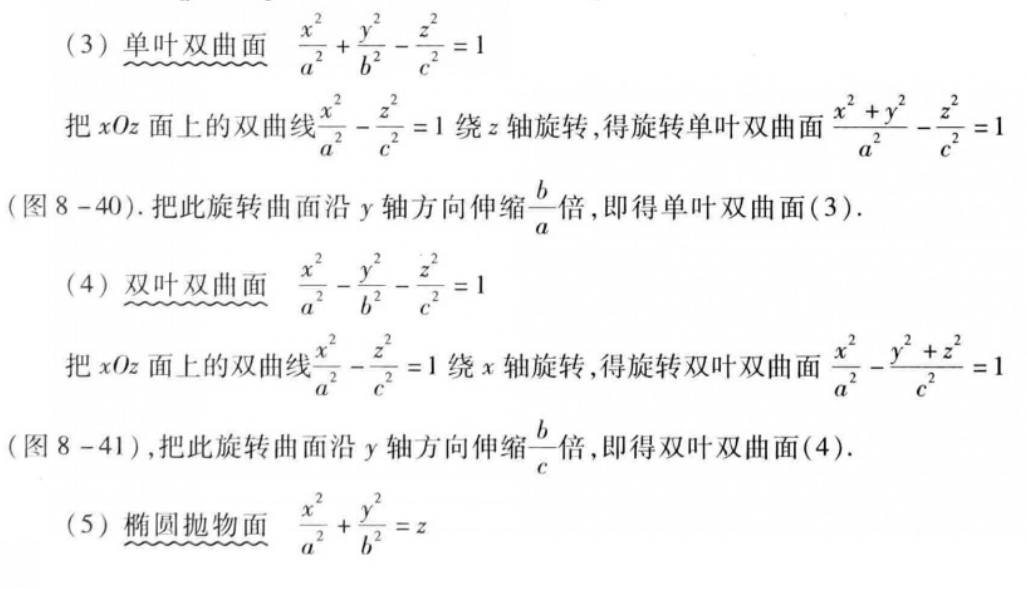 (3) 单叶双曲面 $\frac{x^2}{a^2}+\frac{y^2}{b^2}-\frac{z^2}{c^2}=1$
把 xOz 面上的双曲线$\frac{x^2}{a^2}-\frac{z^2}{c^2}=1$ 绕 z 轴旋转,得旋转单叶双曲面 $\frac{x^2+y^2}{a^2}-\frac{z^2}{c^2}=1$
(图 8-40).把此旋转曲面沿 y 轴方向伸缩$\frac{b}{a}$倍,即得单叶双曲面(3).
(4) 双叶双曲面 $\frac{x^2}{a^2}-\frac{y^2}{b^2}-\frac{z^2}{c^2}=1$
把 xOz 面上的双曲线$\frac{x^2}{a^2}-\frac{z^2}{c^2}=1$ 绕 x 轴旋转,得旋转双叶双曲面 $\frac{x^2}{a^2}-\frac{y^2+z^2}{c^2}=1$
(图 8-41),把此旋转曲面沿 y 轴方向伸缩$\frac{b}{c}$倍,即得双叶双曲面(4).
(5) 椭圆抛物面 $\frac{x^2}{a^2}+\frac{y^2}{b^2}=z$